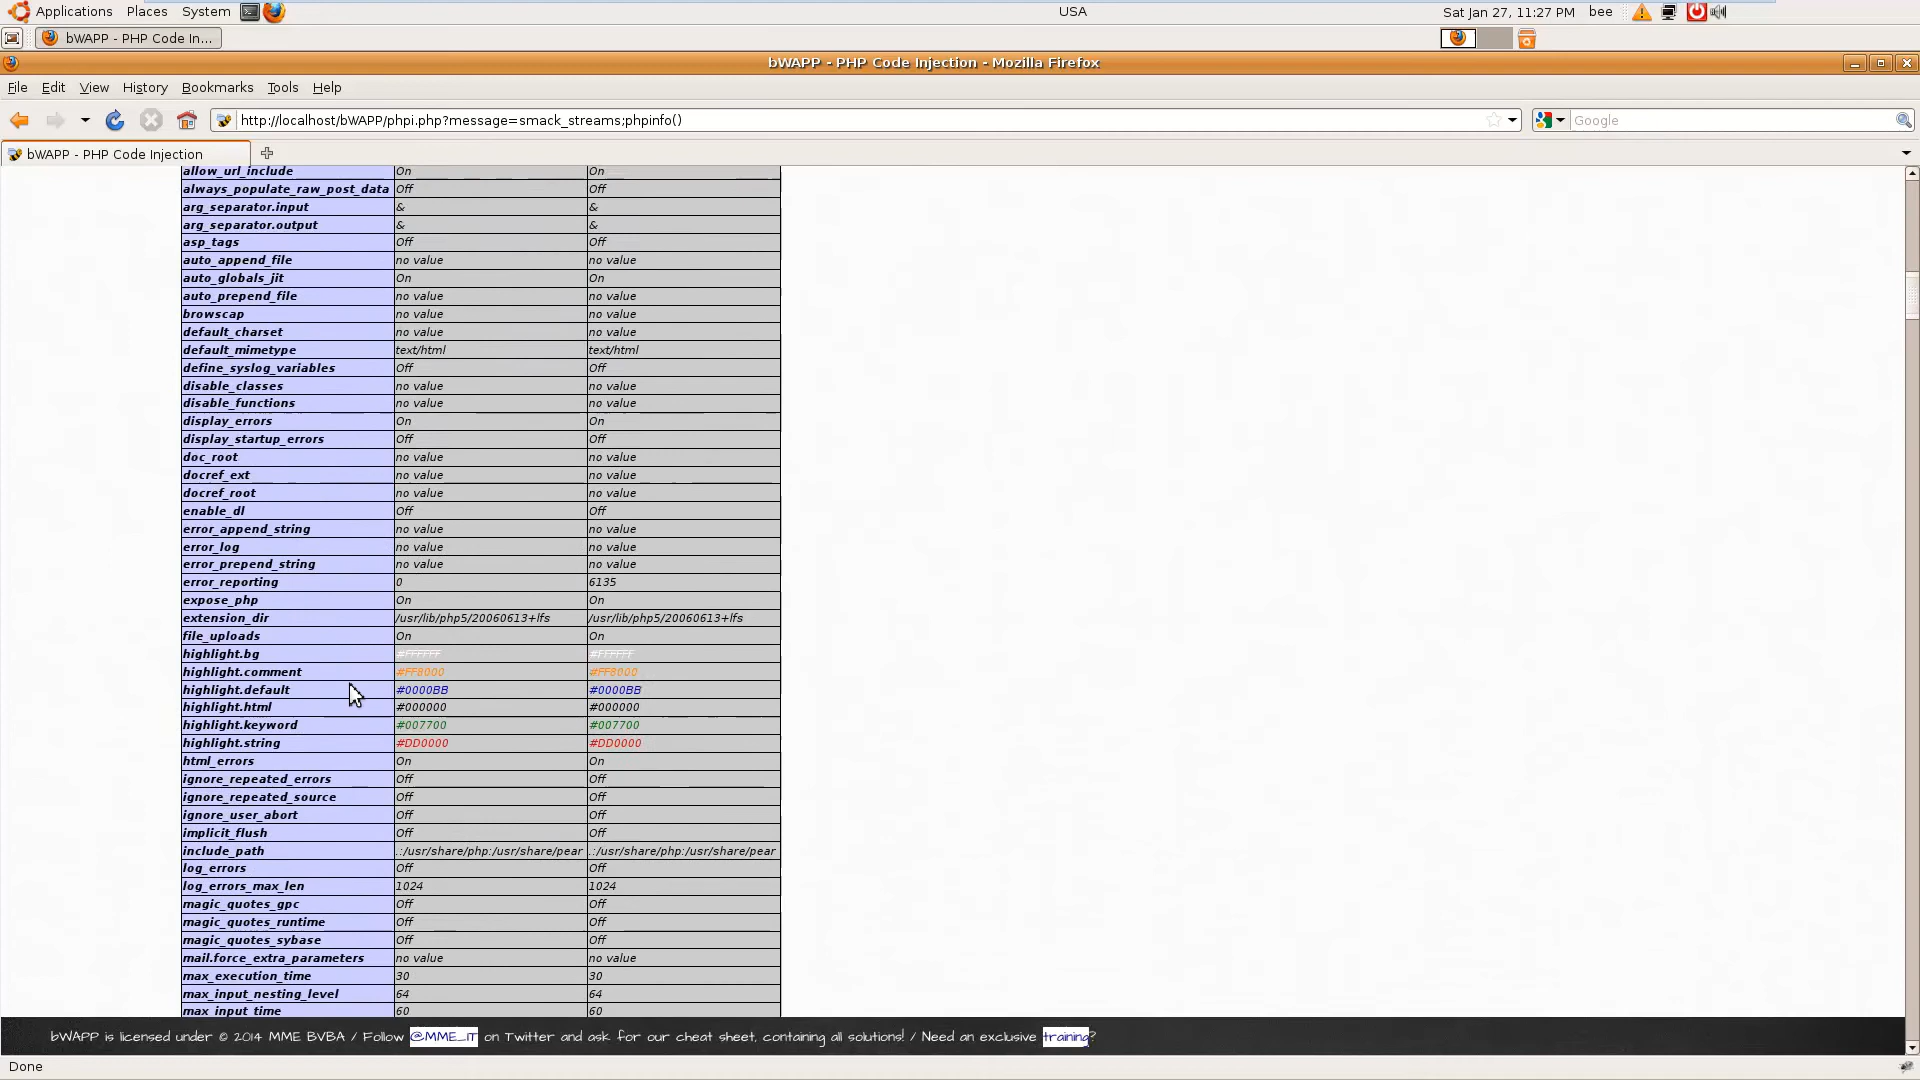 Applications Places System USA Sat Jan 27, 11:27 PM bee
bWAPP - PHP Code In...
bWAPP - PHP Code Injection - Mozilla Firefox
File Edit View History Bookmarks Tools Help
http://localhost/bWAPP/phpi.php?message=smack_streams;phpinfo() Google
bWAPP - PHP Code Injection
allow_url_include On On
always_populate_raw_post_data Off Off
arg_separator.input & &
arg_separator.output & &
asp_tags Off Off
auto_append_file no value no value
auto_globals_jit On On
auto_prepend_file no value no value
browscap no value no value
default_charset no value no value
default_mimetype text/html text/html
define_syslog_variables Off Off
disable_classes no value no value
disable_functions no value no value
display_errors On On
display_startup_errors Off Off
doc_root no value no value
docref_ext no value no value
docref_root no value no value
enable_dl Off Off
error_append_string no value no value
error_log no value no value
error_prepend_string no value no value
error_reporting 0 6135
expose_php On On
extension_dir /usr/lib/php5/20060613+lfs /usr/lib/php5/20060613+lfs
file_uploads On On
highlight.bg #FFFFFF #FFFFFF
highlight.comment #FF8000 #FF8000
highlight.default #0000BB #0000BB
highlight.html #000000 #000000
highlight.keyword #007700 #007700
highlight.string #DD0000 #DD0000
html_errors On On
ignore_repeated_errors Off Off
ignore_repeated_source Off Off
ignore_user_abort Off Off
implicit_flush Off Off
include_path .:/usr/share/php:/usr/share/pear .:/usr/share/php:/usr/share/pear
log_errors Off Off
log_errors_max_len 1024 1024
magic_quotes_gpc Off Off
magic_quotes_runtime Off Off
magic_quotes_sybase Off Off
mail.force_extra_parameters no value no value
max_execution_time 30 30
max_input_nesting_level 64 64
max_input_time 60 60
bWAPP is licensed under © 2014 MME BVBA / Follow @MME_IT on Twitter and ask for our cheat sheet, containing all solutions! / Need an exclusive training?
Done